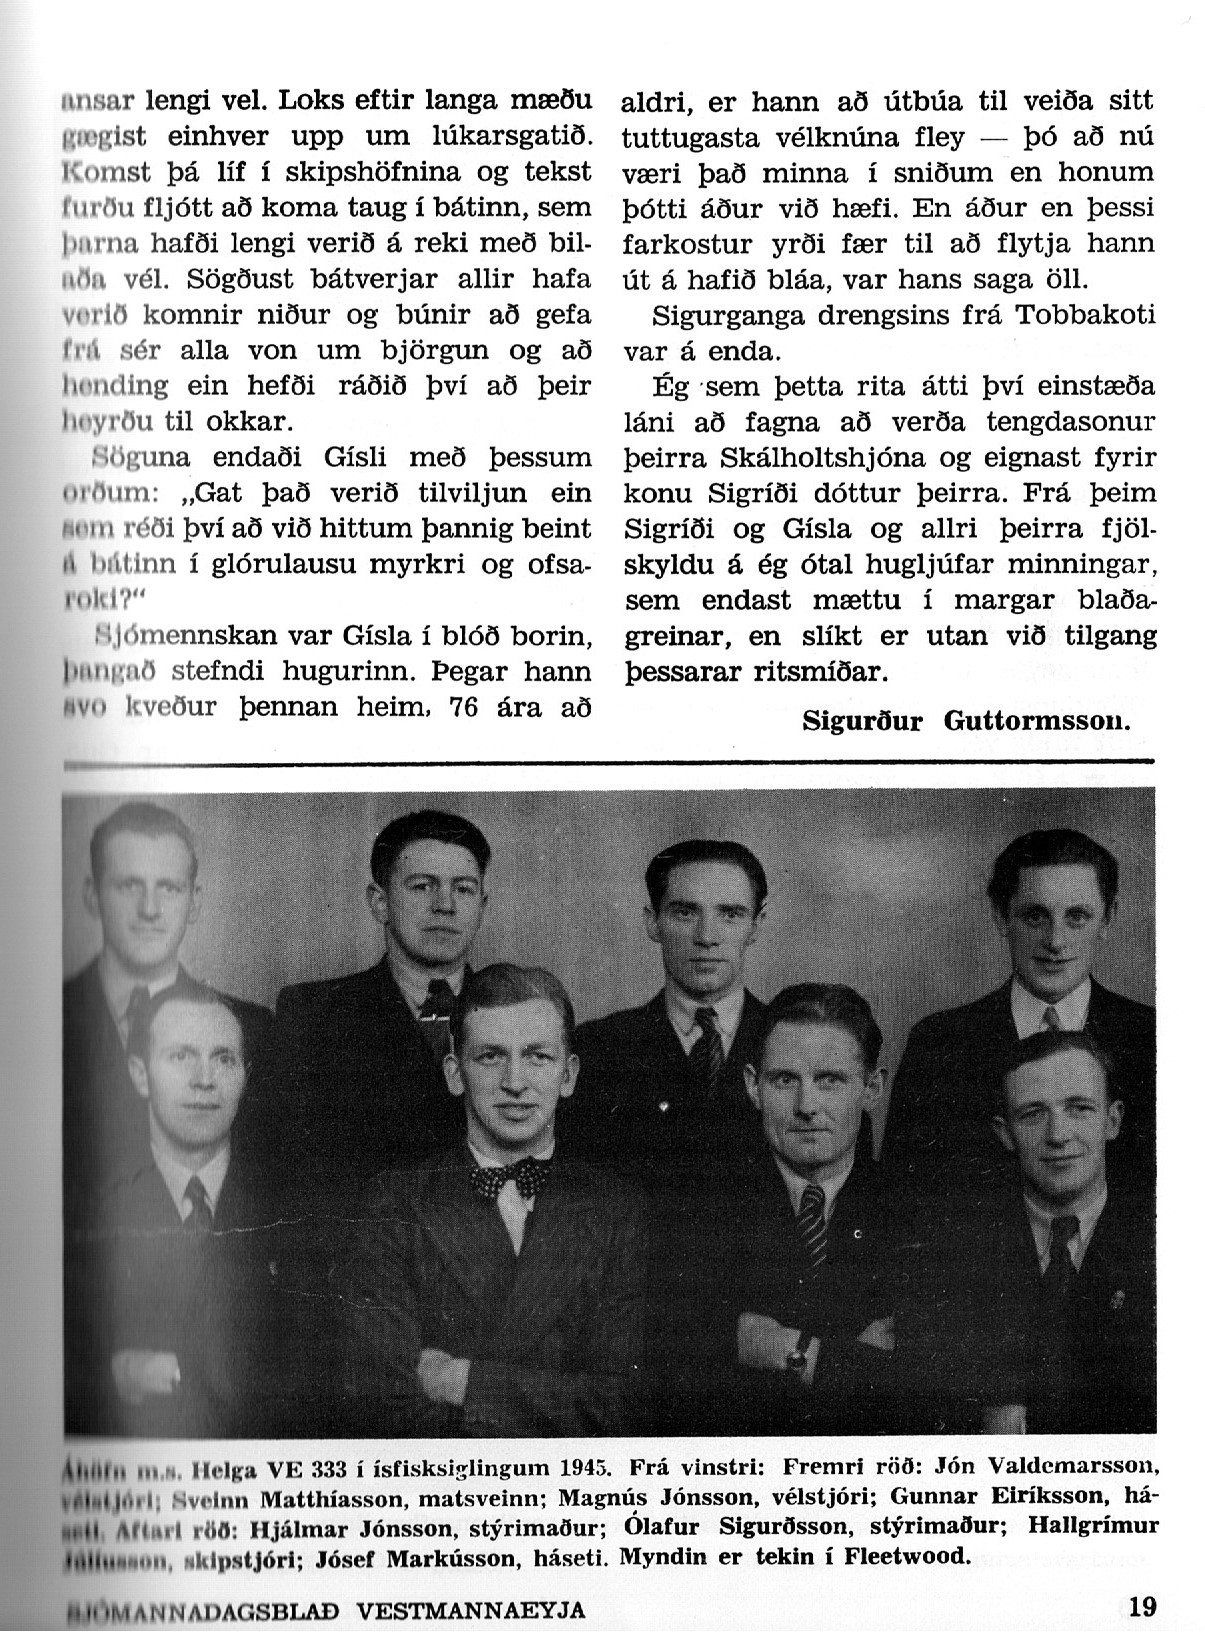 ansar lengi vel. Loks eftir langa mæðu
gægist einhver upp um lúkarsgatið.
Komst þá líf í skipshöfnina og tekst
furðu fljótt að koma taug í bátinn, sem
þarna hafði lengi verið á reki með bil-
aða vél. Sögðust bátverjar allir hafa
verið komnir niður og búnir að gefa
frá sér alla von um björgun og að
hending ein hefði ráðið því að þeir
heyrðu til okkar.
Söguna endaði Gísli með þessum
orðum: „Gat það verið tilviljun ein
sem réði því að við hittum þannig beint
á bátinn í glórulausu myrkri og ofsa-
roki?“
Sjómennskan var Gísla í blóð borin,
þangað stefndi hugurinn. Þegar hann
svo kveður þennan heim, 76 ára að
aldri, er hann að útbúa til veiða sitt
tuttugasta vélknúna fley — þó að nú
væri það minna í sniðum en honum
þótti áður við hæfi. En áður en þessi
farkostur yrði fær til að flytja hann
út á hafið bláa, var hans saga öll.
Sigurganga drengsins frá Tobbakoti
var á enda.
Ég sem þetta rita átti því einstæða
láni að fagna að verða tengdasonur
þeirra Skálholtshjóna og eignast fyrir
konu Sigríði dóttur þeirra. Frá þeim
Sigríði og Gísla og allri þeirra fjöl-
skyldu á ég ótal hugljúfar minningar,
sem endast mættu í margar blaða-
greinar, en slíkt er utan við tilgang
þessarar ritsmíðar.
Sigurður Guttormsson.
Áhöfn m.s. Helga VE 333 í ísfisksiglingum 1945. Frá vinstri: Fremri röð: Jón Valdemarsson,
vélstjóri; Sveinn Matthíasson, matsveinn; Magnús Jónsson, vélstjóri; Gunnar Eiríksson, há-
seti. Aftari röð: Hjálmar Jónsson, stýrimaður; Ólafur Sigurðsson, stýrimaður; Hallgrímur
Júlíusson, skipstjóri; Jósef Markússon, háseti. Myndin er tekin í Fleetwood.
SJÓMANNADAGSBLAÐ VESTMANNAEYJA 19